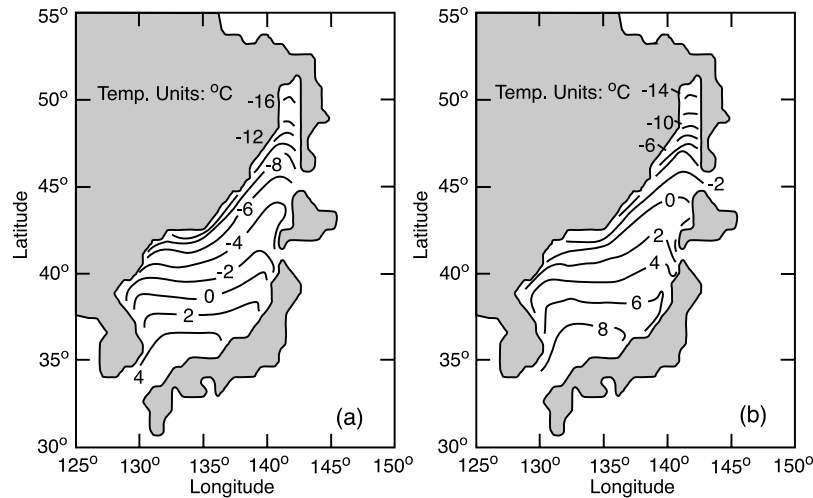 55° 55°
Temp. Units: °C Temp. Units: °C
50° -16 50° -14
-12 -10
-8 -6
45° 45° -2
-6 0
-4 2
40° -2 40° 4
0 6
2 8
35° 35°
4
(a) (b)
30° 30°
125° 130° 135° 140° 145° 150° 125° 130° 135° 140° 145° 150°
Longitude Longitude
Latitude Latitude